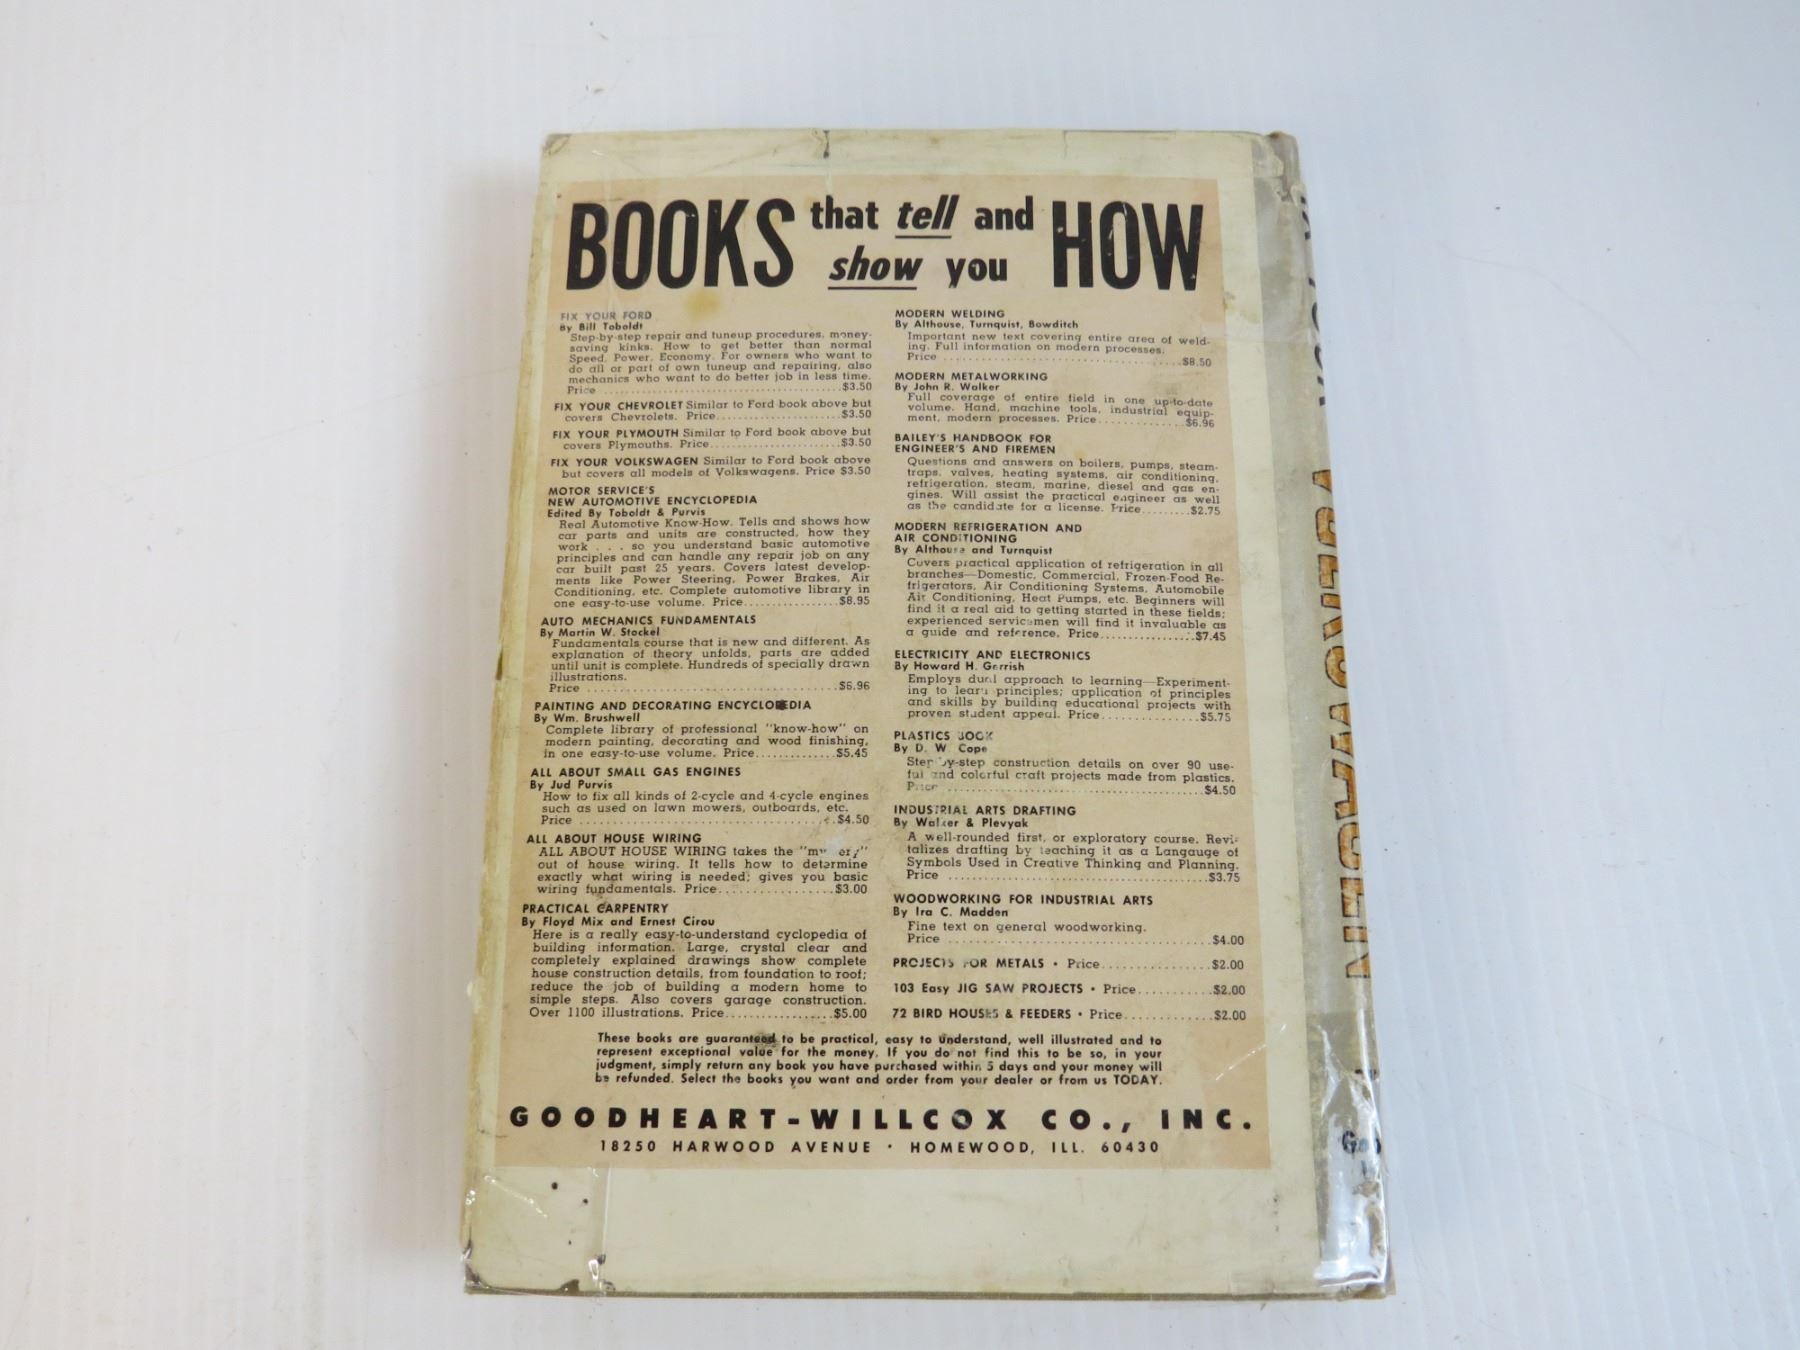 BOOKS that tell and show you HOW
FIX YOUR FORD
By Bill Toboldt
Step-by-step repair and tuneup procedures, money-
saving kinks. How to get better than normal
Speed, Power, Economy. For owners who want to
do all or part of own tuneup and repairing, also
mechanics who want to do better job in less time.
Price ..............................$3.50
FIX YOUR CHEVROLET Similar to Ford book above but
covers Chevrolets. Price....................$3.50
FIX YOUR PLYMOUTH Similar to Ford book above but
covers Plymouths. Price....................$3.50
FIX YOUR VOLKSWAGEN Similar to Ford book above
but covers all models of Volkswagens. Price $3.50
MOTOR SERVICE'S
NEW AUTOMOTIVE ENCYCLOPEDIA
Edited By Toboldt & Purvis
Real Automotive Know-How. Tells and shows how
car parts and units are constructed, how they
work . . . so you understand basic automotive
principles and can handle any repair job on any
car built past 25 years. Covers latest develop-
ments like Power Steering, Power Brakes, Air
Conditioning, etc. Complete automotive library in
one easy-to-use volume. Price...............$8.95
AUTO MECHANICS FUNDAMENTALS
By Martin W. Stockel
Fundamentals course that is new and different. As
explanation of theory unfolds, parts are added
until unit is complete. Hundreds of specially drawn
illustrations.
Price ..............................$6.96
PAINTING AND DECORATING ENCYCLOPEDIA
By Wm. Brushwell
Complete library of professional "know-how" on
modern painting, decorating and wood finishing,
in one easy-to-use volume. Price.............$5.45
ALL ABOUT SMALL GAS ENGINES
By Jud Purvis
How to fix all kinds of 2-cycle and 4-cycle engines
such as used on lawn mowers, outboards, etc.
Price ..............................$4.50
ALL ABOUT HOUSE WIRING
ALL ABOUT HOUSE WIRING takes the
out of house wiring. It tells how to determine
exactly what wiring is needed; gives you basic
wiring fundamentals. Price..................$3.00
PRACTICAL CARPENTRY
By Floyd Mix and Ernest Cirou
Here is a really easy-to-understand cyclopedia of
building information. Large, crystal clear and
completely explained drawings show complete
house construction details, from foundation to roof;
reduce the job of building a modern home to
simple steps. Also covers garage construction.
Over 1100 illustrations. Price.................$5.00
MODERN WELDING
By Althouse, Turnquist, Bowditch
Important new text covering entire area of weld-
ing. Full information on modern processes.
Price ..............................$8.50
MODERN METALWORKING
By John R. Walker
Full coverage of entire field in one up-to-date
volume. Hand, machine tools, industrial equip-
ment, modern processes. Price..............$6.96
BAILEY'S HANDBOOK FOR
ENGINEER'S AND FIREMEN
Questions and answers on boilers, pumps, steam-
traps, valves, heating systems, air conditioning,
refrigeration, steam, marine, diesel and gas en-
gines. Will assist the practical engineer as well
as the candidate for a license. Price.........$2.75
MODERN REFRIGERATION AND
AIR CONDITIONING
By Althouse and Turnquist
Covers practical application of refrigeration in all
branches—Domestic, Commercial, Frozen-Food Re-
frigerators, Air Conditioning Systems, Automobile
Air Conditioning, Heat Pumps, etc. Beginners will
find it a real aid to getting started in these fields;
experienced servicemen will find it invaluable as
a guide and reference. Price................$7.45
ELECTRICITY AND ELECTRONICS
By Howard H. Gerrish
Employs dual approach to learning—Experiment-
ing to learn principles; application of principles
and skills by building educational projects with
proven student appeal. Price...............$5.75
PLASTICS BOOK
By D. W. Cope
Step-by-step construction details on over 90 use-
ful and colorful craft projects made from plastics.
Price ..............................$4.50
INDUSTRIAL ARTS DRAFTING
By Walker & Plevyak
A well-rounded first, or exploratory course. Revi-
talizes drafting by teaching it as a Langauge of
Symbols Used in Creative Thinking and Planning.
Price ..............................$3.75
WOODWORKING FOR INDUSTRIAL ARTS
By Ira C. Madden
Fine text on general woodworking.
Price ..............................$4.00
PROJECTS FOR METALS • Price...............$2.00
103 Easy JIG SAW PROJECTS • Price...........$2.00
72 BIRD HOUSES & FEEDERS • Price.............$2.00
These books are guaranteed to be practical, easy to understand, well illustrated and to
represent exceptional value for the money. If you do not find this to be so, in your
judgment, simply return any book you have purchased within 5 days and your money will
be refunded. Select the books you want and order from your dealer or from us TODAY.
GOODHEART-WILLCOX CO., INC.
18250 HARWOOD AVENUE • HOMEWOOD, ILL. 60430